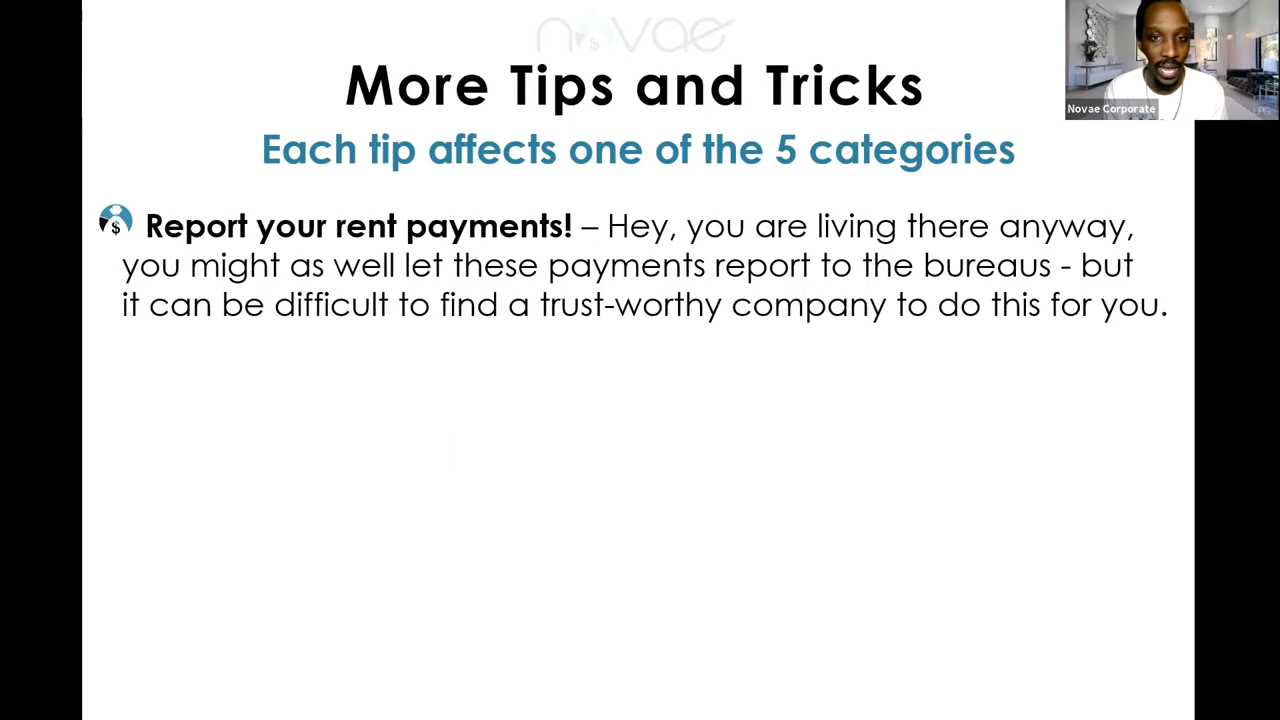 novae
More Tips and Tricks
Novae Corporate
Each tip affects one of the 5 categories
$ Report your rent payments! – Hey, you are living there anyway,
you might as well let these payments report to the bureaus - but
it can be difficult to find a trust-worthy company to do this for you.